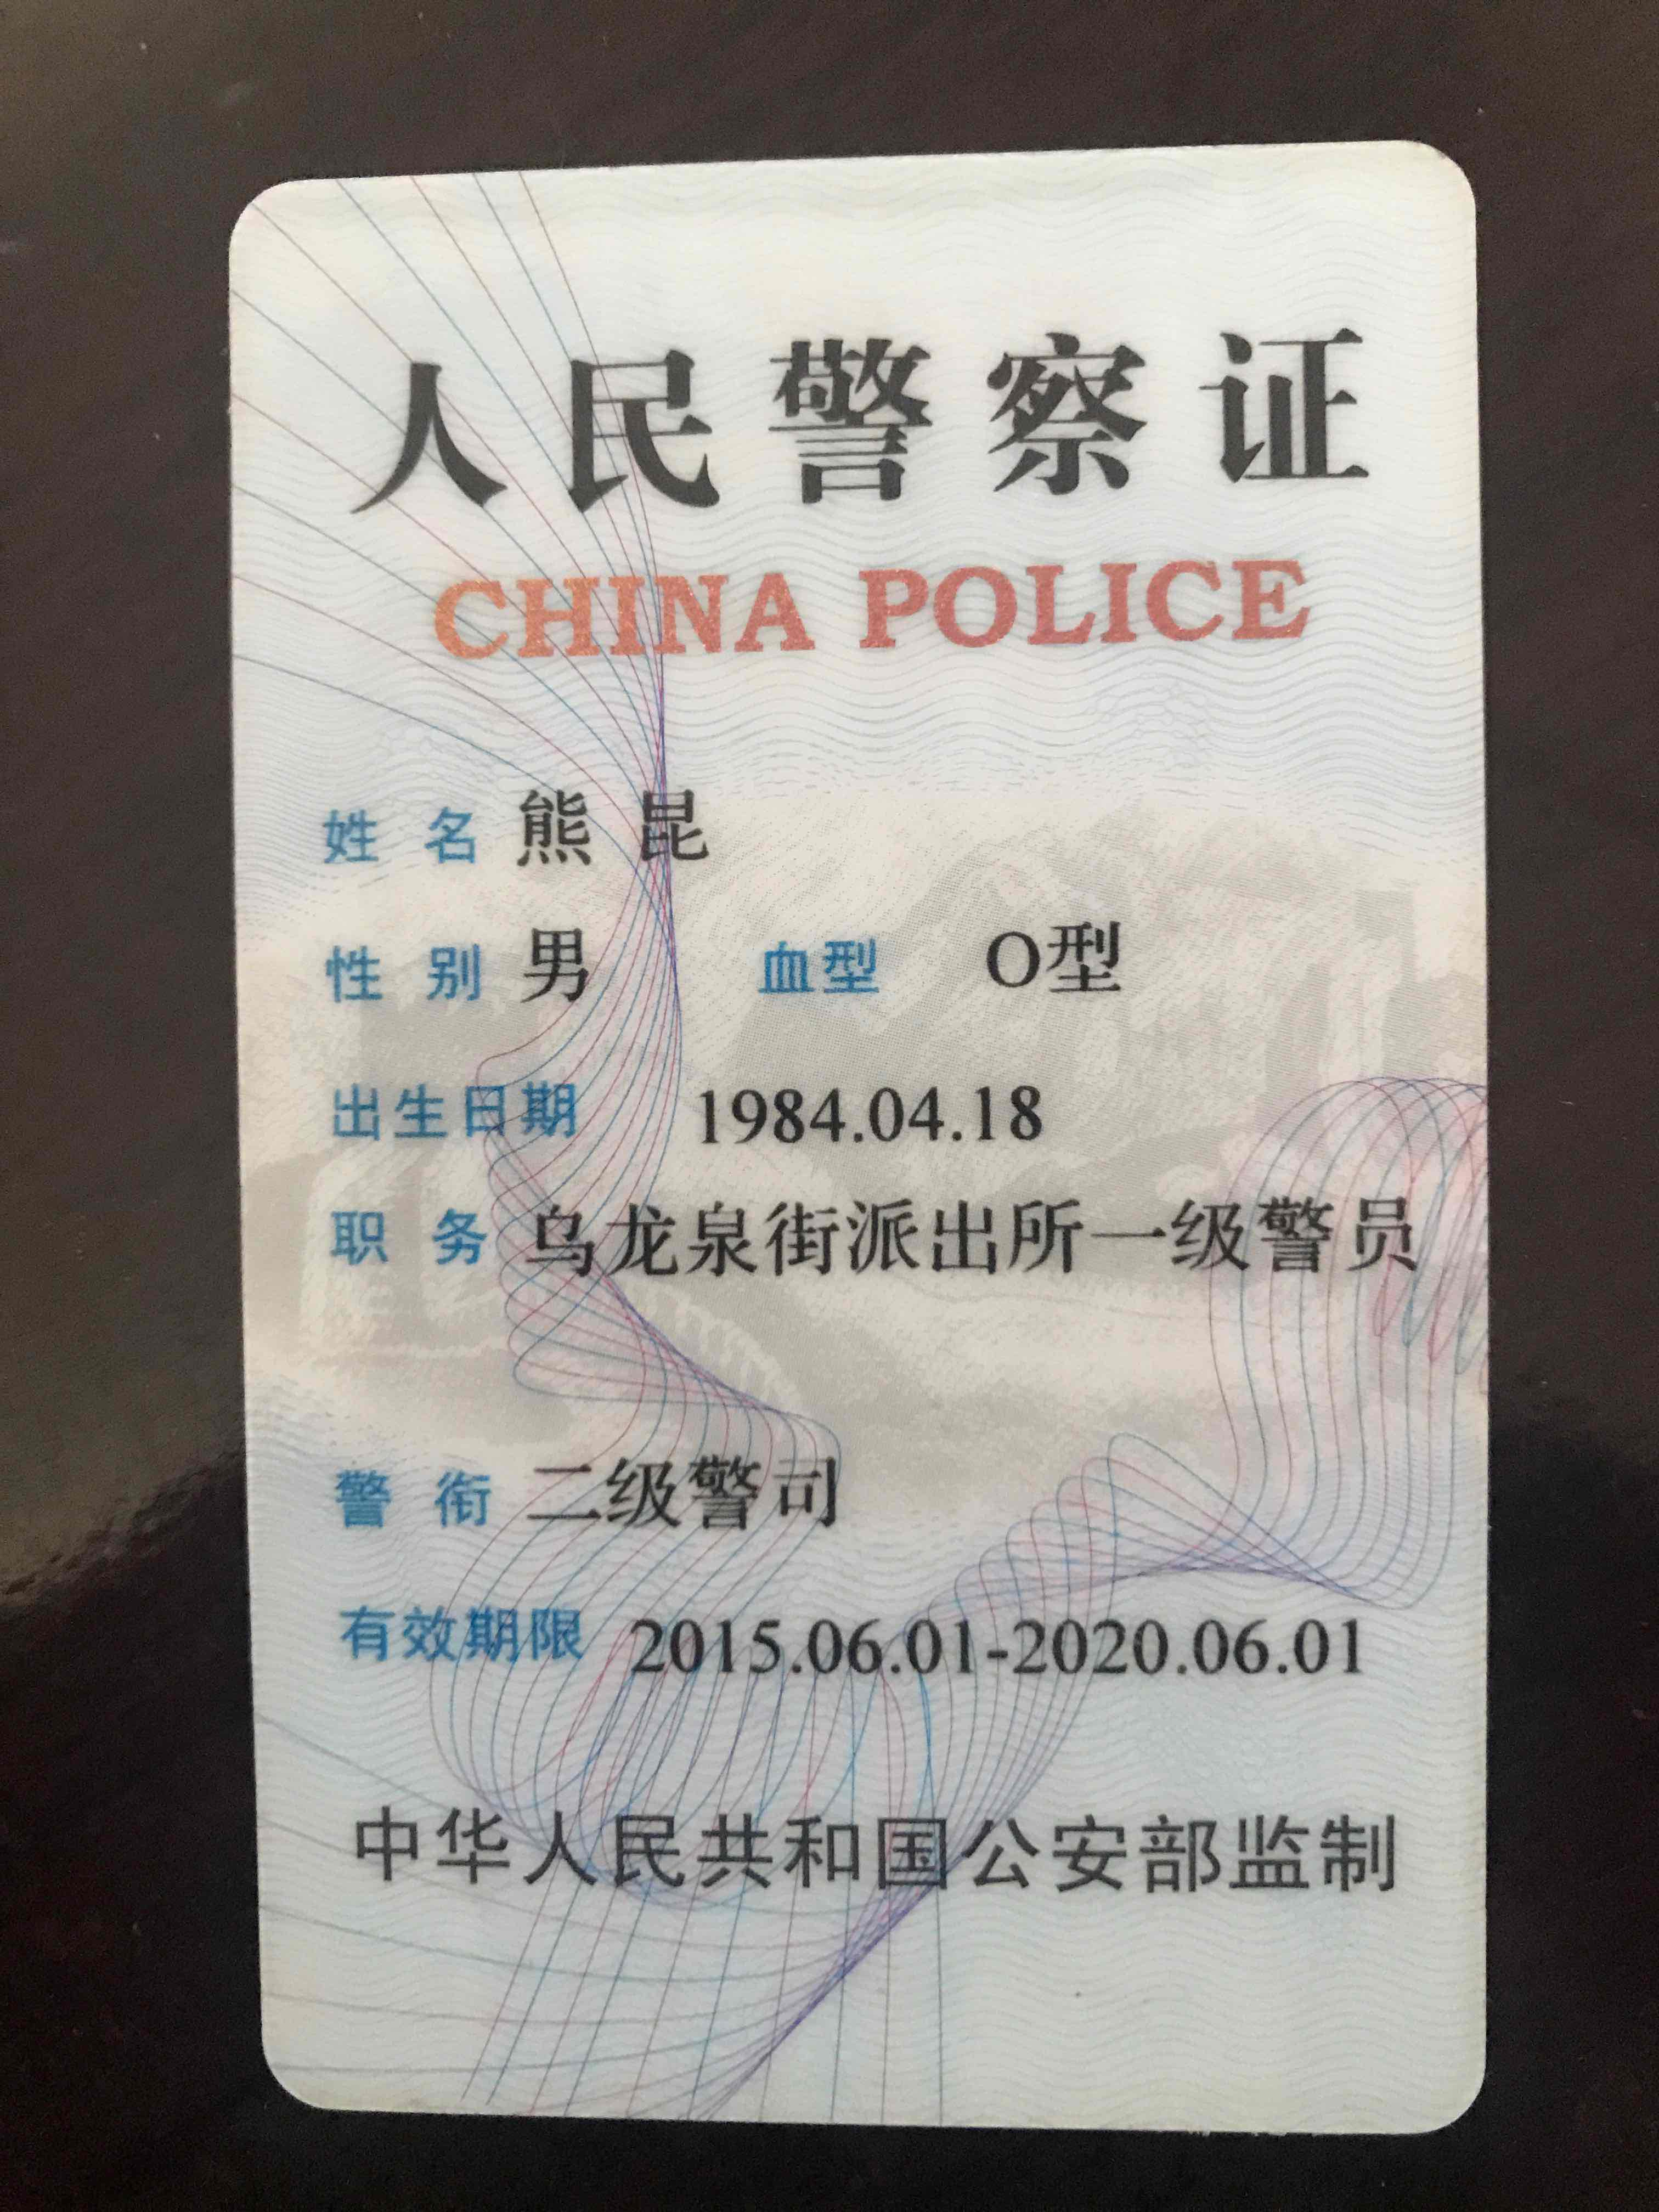 人民警察证
CHINA POLICE
姓 名 熊 昆
性 别 男 血型 O型
出生日期 1984.04.18
职 务 乌龙泉街派出所一级警员
警 衔 二级警司
有效期限 2015.06.01-2020.06.01
中华人民共和国公安部监制